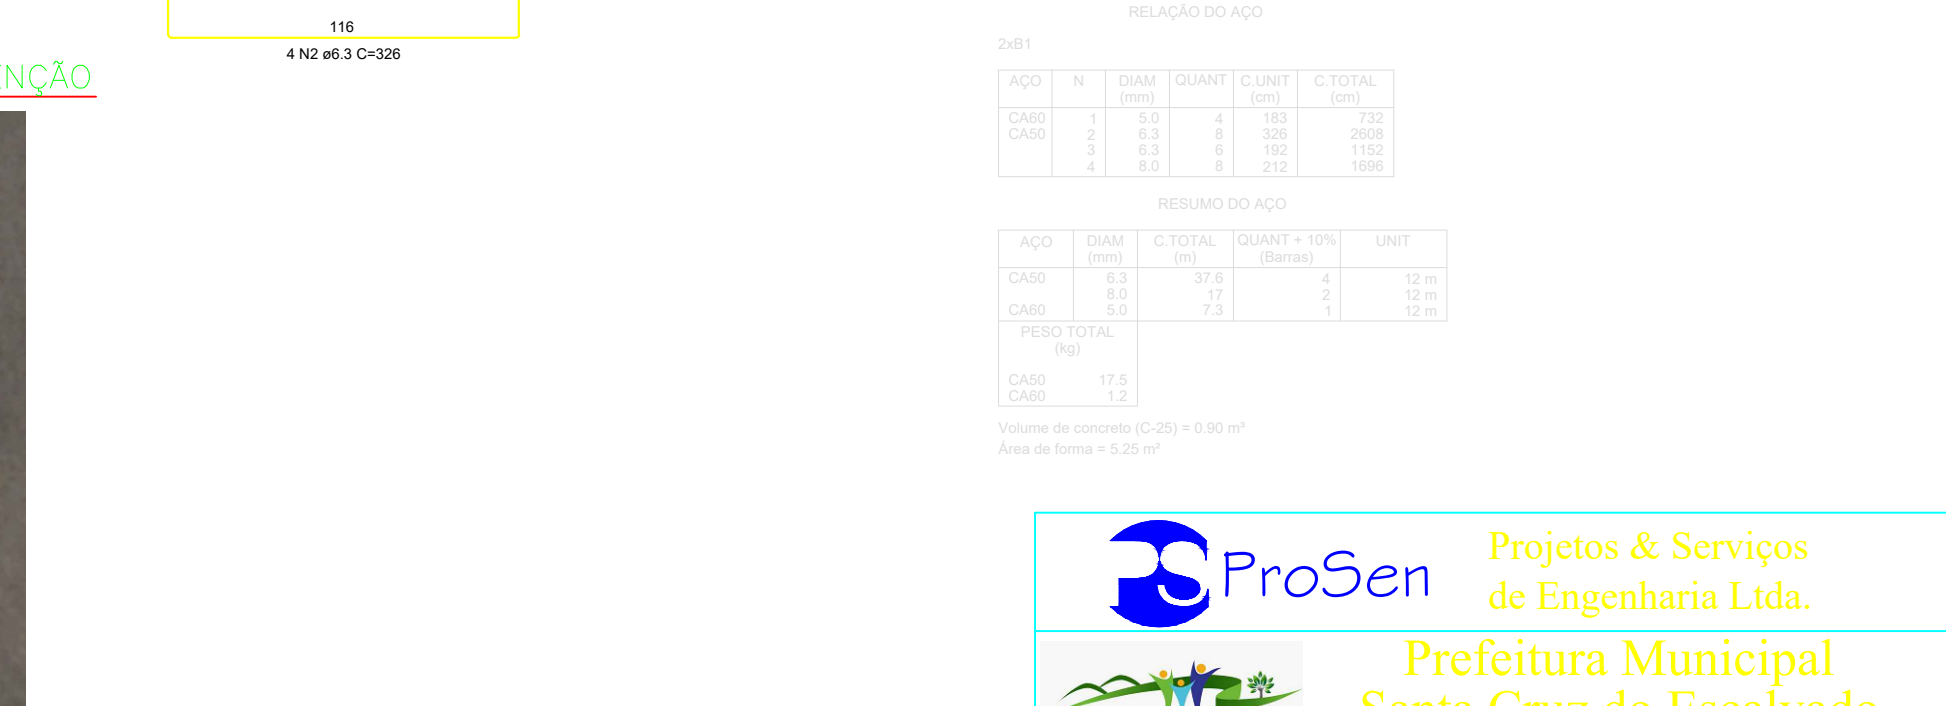 116
4 N2 ø6.3 C=326
NÇÃO
RELAÇÃO DO AÇO
2xB1
AÇO N DIAM QUANT C.UNIT C.TOTAL
(mm) (cm) (cm)
CA60 1 5.0 4 183 732
CA50 2 6.3 8 326 2608
3 6.3 6 192 1152
4 8.0 8 212 1696
RESUMO DO AÇO
AÇO DIAM C.TOTAL QUANT + 10% UNIT
(mm) (m) (Barras)
CA50 6.3 37.6 4 12 m
8.0 17 2 12 m
CA60 5.0 7.3 1 12 m
PESO TOTAL
(kg)
CA50 17.5
CA60 1.2
Volume de concreto (C-25) = 0.90 m³
Área de forma = 5.25 m²
PS ProSen
Projetos & Serviços
de Engenharia Ltda.
Prefeitura Municipal
Santa Cruz do Escalvado